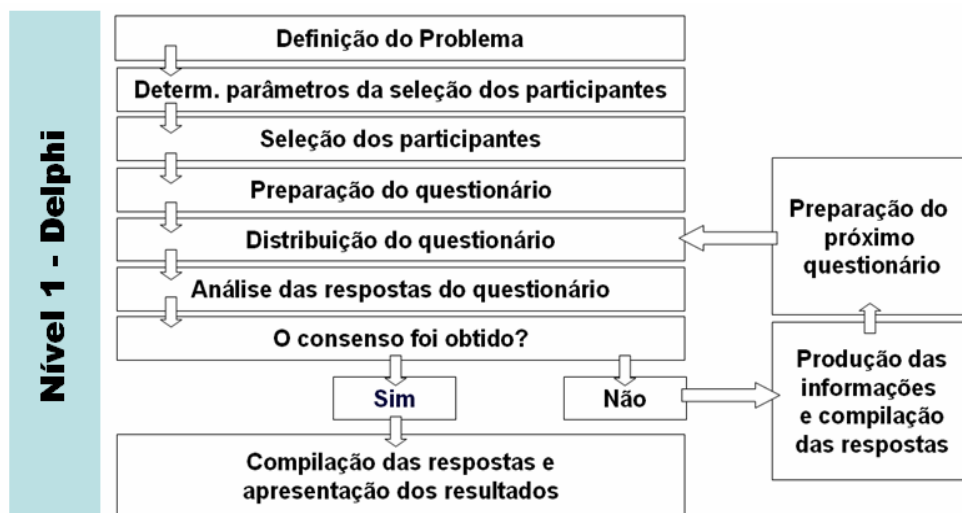 Nível 1 - Delphi
Definição do Problema
Determ. parâmetros da seleção dos participantes
Seleção dos participantes
Preparação do questionário
Distribuição do questionário
Análise das respostas do questionário
O consenso foi obtido?
Sim
Não
Compilação das respostas e
apresentação dos resultados
Preparação do
próximo
questionário
Produção das
informações
e compilação
das respostas